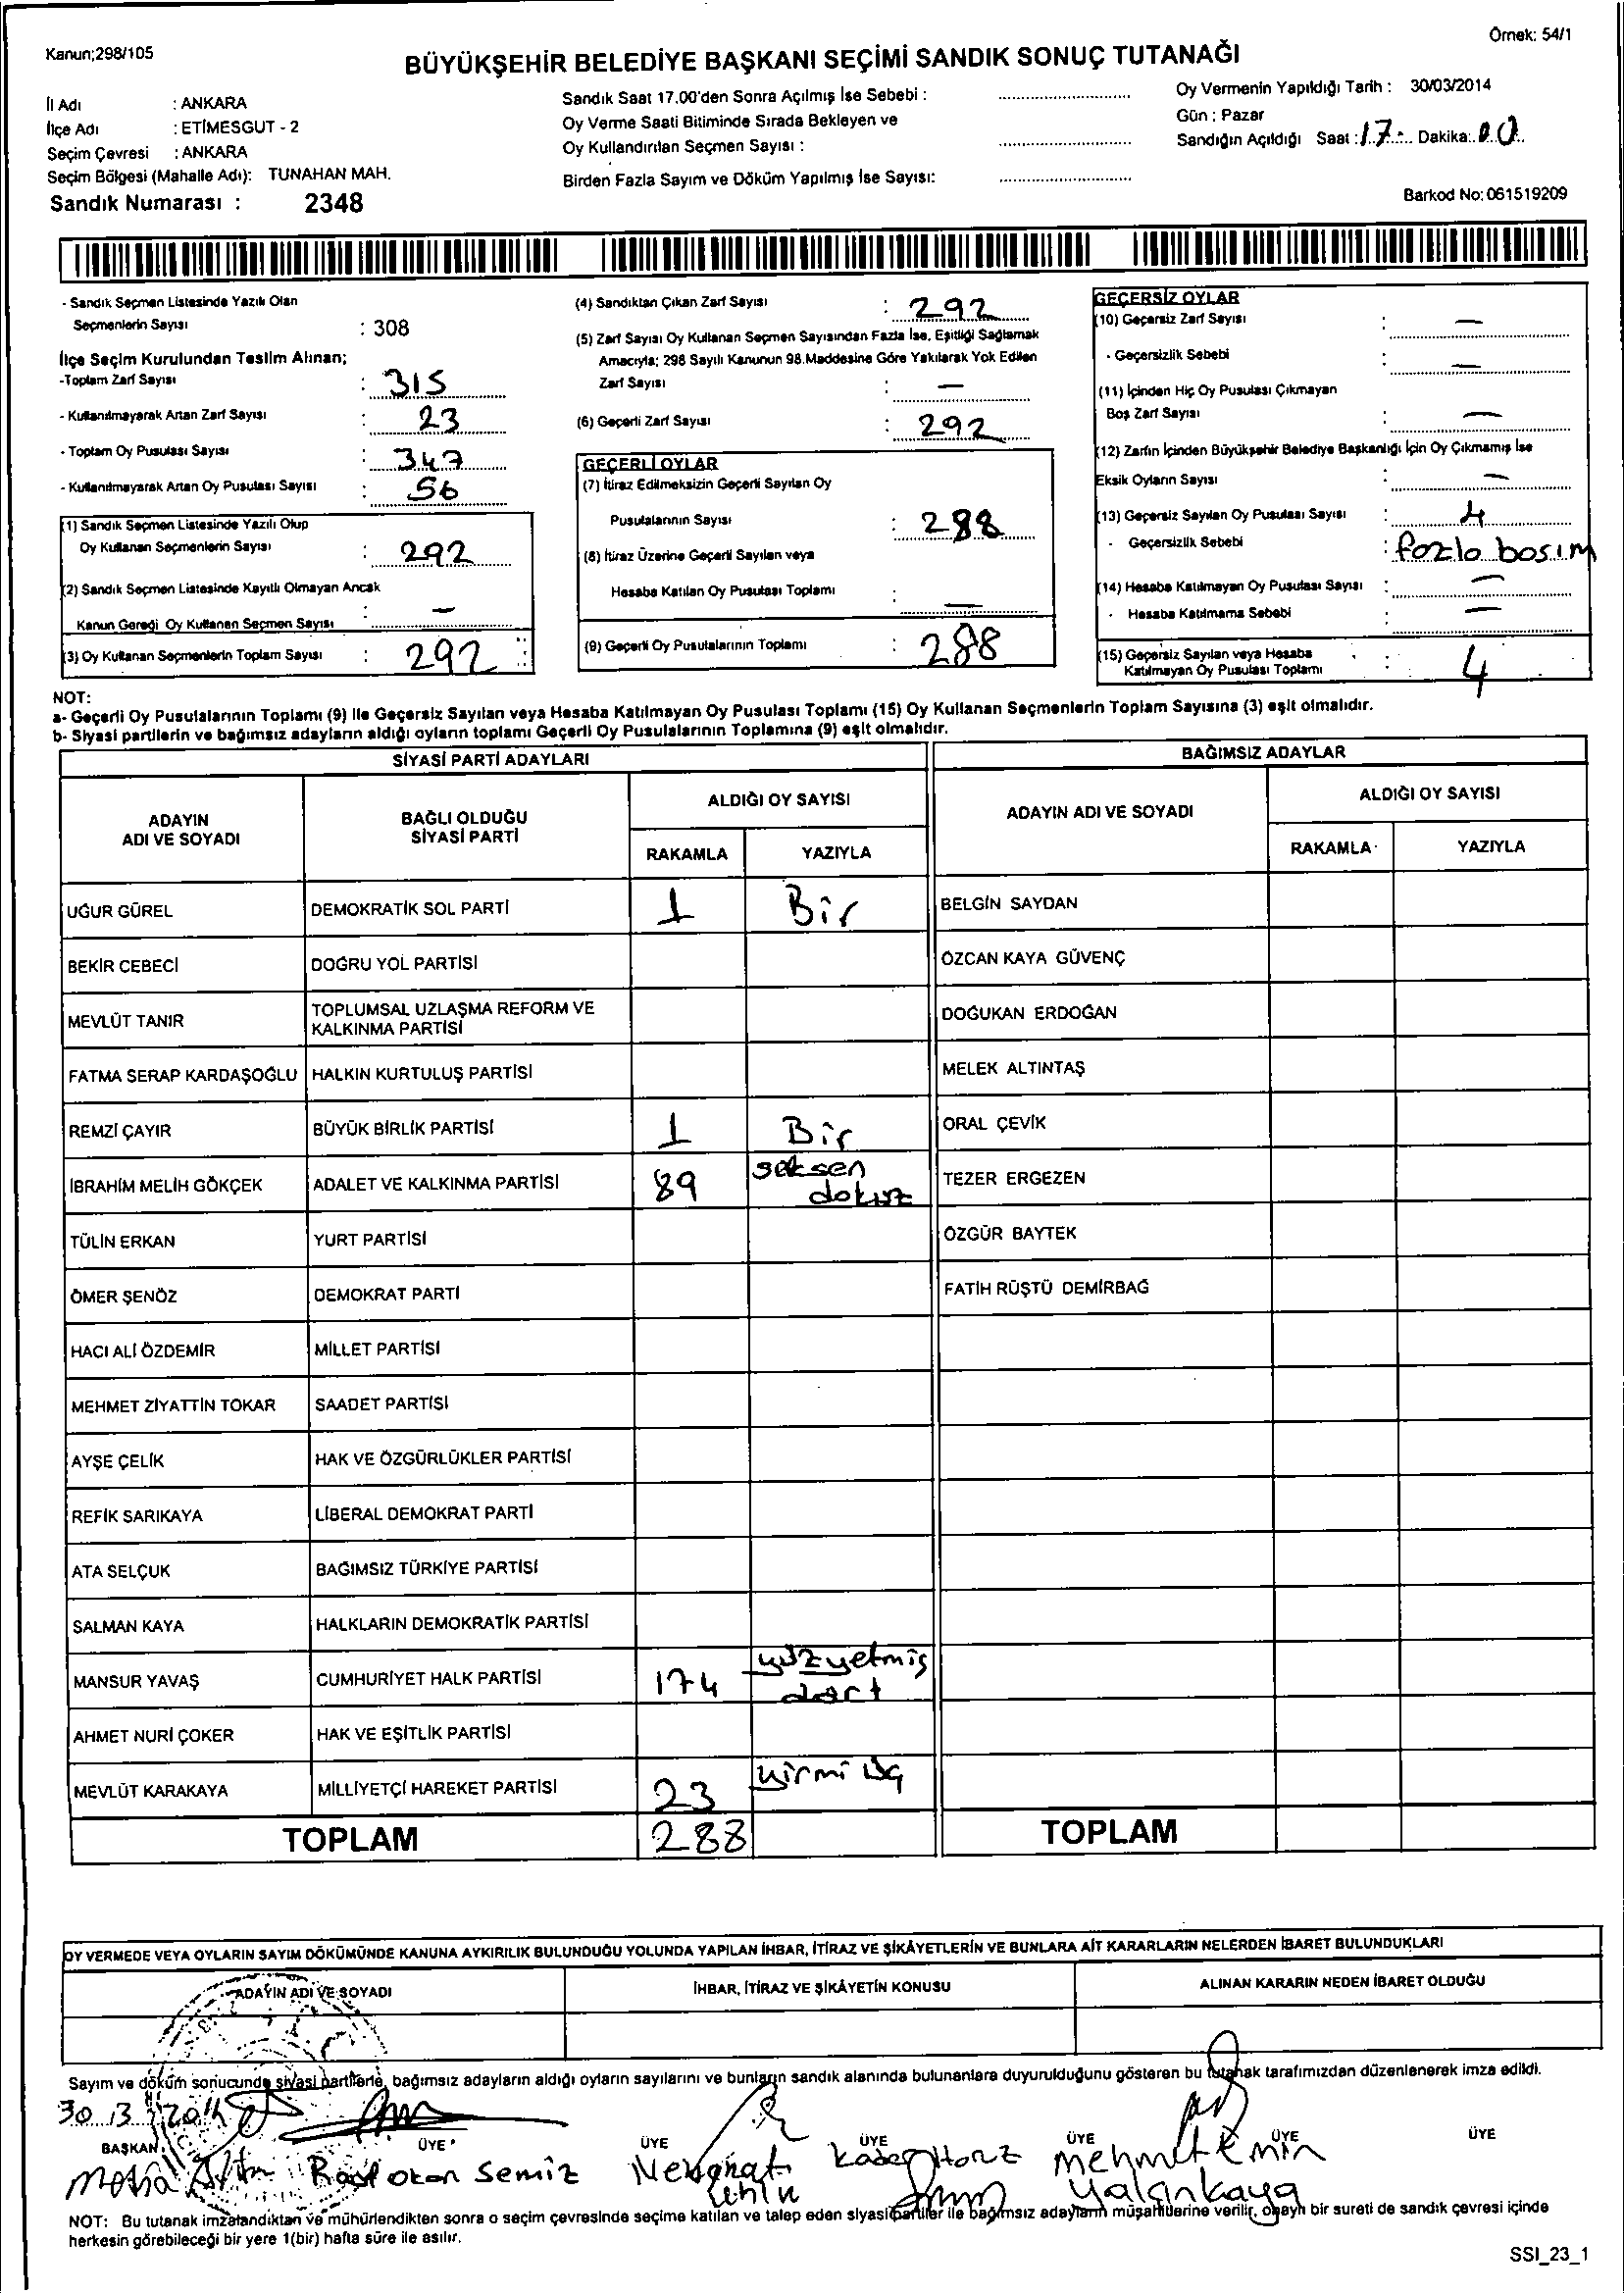 Kanun;298/105
Örnek: 54/1
BÜYÜKŞEHİR BELEDİYE BAŞKANI SEÇİMİ SANDIK SONUÇ TUTANAĞI
İl Adı : ANKARA
İlçe Adı : ETİMESGUT - 2
Seçim Çevresi : ANKARA
Seçim Bölgesi (Mahalle Adı): TUNAHAN MAH.
Sandık Numarası : 2348
Sandık Saat 17.00'den Sonra Açılmış İse Sebebi :
Oy Verme Saati Bitiminde Sırada Bekleyen ve
Oy Kullandırılan Seçmen Sayısı :
Birden Fazla Sayım ve Döküm Yapılmış İse Sayısı:
Oy Vermenin Yapıldığı Tarih : 30/03/2014
Gün : Pazar
Sandığın Açıldığı Saat : 17 Dakika: 00
Barkod No: 061519209
- Sandık Seçmen Listesinde Yazılı Olan
Seçmenlerin Sayısı : 308
İlçe Seçim Kurulundan Teslim Alınan;
-Toplam Zarf Sayısı : 315
- Kullanılmayarak Artan Zarf Sayısı : 23
- Toplam Oy Pusulası Sayısı : 347
- Kullanılmayarak Artan Oy Pusulası Sayısı : 56
(1) Sandık Seçmen Listesinde Yazılı Olup
Oy Kullanan Seçmenlerin Sayısı : 292
(2) Sandık Seçmen Listesinde Kayıtlı Olmayan Ancak
Kanun Gereği Oy Kullanan Seçmen Sayısı : —
(3) Oy Kullanan Seçmenlerin Toplam Sayısı : 292
(4) Sandıktan Çıkan Zarf Sayısı : 292
(5) Zarf Sayısı Oy Kullanan Seçmen Sayısından Fazla İse, Eşitliği Sağlamak
Amacıyla; 298 Sayılı Kanunun 98.Maddesine Göre Yakılarak Yok Edilen
Zarf Sayısı : —
(6) Geçerli Zarf Sayısı : 292
GEÇERLİ OYLAR
(7) İtiraz Edilmeksizin Geçerli Sayılan Oy
Pusulalarının Sayısı : 288
(8) İtiraz Üzerine Geçerli Sayılan veya
Hesaba Katılan Oy Pusulası Toplamı : —
(9) Geçerli Oy Pusulalarının Toplamı : 288
GEÇERSİZ OYLAR
(10) Geçersiz Zarf Sayısı : —
- Geçersizlik Sebebi : —
(11) İçinden Hiç Oy Pusulası Çıkmayan
Boş Zarf Sayısı : —
(12) Zarfın İçinden Büyükşehir Belediye Başkanlığı İçin Oy Çıkmamış İse
Eksik Oyların Sayısı : —
(13) Geçersiz Sayılan Oy Pusulası Sayısı : 4
- Geçersizlik Sebebi : fazla basım
(14) Hesaba Katılmayan Oy Pusulası Sayısı : —
- Hesaba Katılmama Sebebi : —
(15) Geçersiz Sayılan veya Hesaba
Katılmayan Oy Pusulası Toplamı : 4
NOT:
a- Geçerli Oy Pusulalarının Toplamı (9) ile Geçersiz Sayılan veya Hesaba Katılmayan Oy Pusulası Toplamı (15) Oy Kullanan Seçmenlerin Toplam Sayısına (3) eşit olmalıdır.
b- Siyasi partilerin ve bağımsız adayların aldığı oyların toplamı Geçerli Oy Pusulalarının Toplamına (9) eşit olmalıdır.
SİYASİ PARTİ ADAYLARI
ADAYIN ADI VE SOYADI
BAĞLI OLDUĞU SİYASİ PARTİ
ALDIĞI OY SAYISI
RAKAMLA YAZIYLA
UĞUR GÜREL DEMOKRATİK SOL PARTİ 1 Bir
BEKİR CEBECİ DOĞRU YOL PARTİSİ
MEVLÜT TANIR TOPLUMSAL UZLAŞMA REFORM VE
KALKINMA PARTİSİ
FATMA SERAP KARDAŞOĞLU HALKIN KURTULUŞ PARTİSİ
REMZİ ÇAYIR BÜYÜK BİRLİK PARTİSİ 1 Bir
İBRAHİM MELİH GÖKÇEK ADALET VE KALKINMA PARTİSİ 89 seksen dokuz
TÜLİN ERKAN YURT PARTİSİ
ÖMER ŞENÖZ DEMOKRAT PARTİ
HACI ALİ ÖZDEMİR MİLLET PARTİSİ
MEHMET ZİYATTİN TOKAR SAADET PARTİSİ
AYŞE ÇELİK HAK VE ÖZGÜRLÜKLER PARTİSİ
REFİK SARIKAYA LİBERAL DEMOKRAT PARTİ
ATA SELÇUK BAĞIMSIZ TÜRKİYE PARTİSİ
SALMAN KAYA HALKLARIN DEMOKRATİK PARTİSİ
MANSUR YAVAŞ CUMHURİYET HALK PARTİSİ 174 yüzyetmiş dört
AHMET NURİ ÇOKER HAK VE EŞİTLİK PARTİSİ
MEVLÜT KARAKAYA MİLLİYETÇİ HAREKET PARTİSİ 23 yirmi üç
TOPLAM 288
BAĞIMSIZ ADAYLAR
ADAYIN ADI VE SOYADI
ALDIĞI OY SAYISI
RAKAMLA YAZIYLA
BELGİN SAYDAN
ÖZCAN KAYA GÜVENÇ
DOĞUKAN ERDOĞAN
MELEK ALTINTAŞ
ORAL ÇEVİK
TEZER ERGEZEN
ÖZGÜR BAYTEK
FATİH RÜŞTÜ DEMİRBAĞ
TOPLAM
OY VERMEDE VEYA OYLARIN SAYIM DÖKÜMÜNDE KANUNA AYKIRILIK BULUNDUĞU YOLUNDA YAPILAN İHBAR, İTİRAZ VE ŞİKÂYETLERİN VE BUNLARA AİT KARARLARIN NELERDEN İBARET BULUNDUKLARI
ADAYIN ADI VE SOYADI
İHBAR, İTİRAZ VE ŞİKÂYETİN KONUSU
ALINAN KARARIN NEDEN İBARET OLDUĞU
Sayım ve döküm sonucunda siyasi partilerle, bağımsız adayların aldığı oyların sayılarını ve bunların sandık alanında bulunanlara duyurulduğunu gösteren bu tutanak tarafımızdan düzenlenerek imza edildi.
30 / 3 / 2014
BAŞKAN ÜYE ÜYE ÜYE ÜYE ÜYE ÜYE
Okan Semiz
Mehmet Emin
Yalçınkaya
NOT: Bu tutanak imzalandıktan ve mühürlendikten sonra o seçim çevresinde seçime katılan ve talep eden siyasi partiler ile bağımsız adayların müşahitlerine verilir, onaylı bir sureti de sandık çevresi içinde
herkesin görebileceği bir yere 1(bir) hafta süre ile asılır.
SSI_23_1